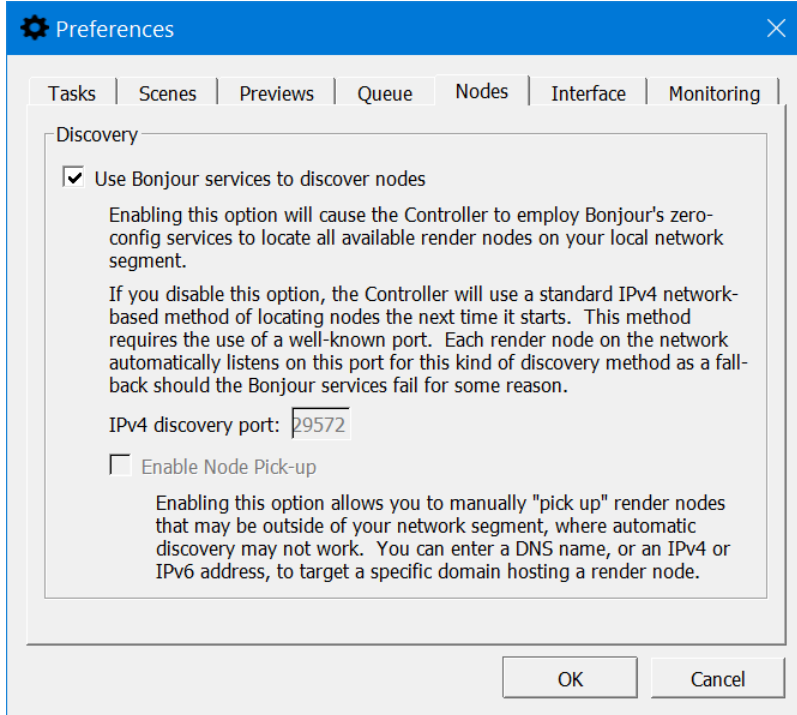 Preferences
Tasks Scenes Previews Queue Nodes Interface Monitoring
Discovery
Use Bonjour services to discover nodes
Enabling this option will cause the Controller to employ Bonjour's zero-
config services to locate all available render nodes on your local network
segment.
If you disable this option, the Controller will use a standard IPv4 network-
based method of locating nodes the next time it starts.  This method
requires the use of a well-known port.  Each render node on the network
automatically listens on this port for this kind of discovery method as a fall-
back should the Bonjour services fail for some reason.
IPv4 discovery port: 29572
Enable Node Pick-up
Enabling this option allows you to manually "pick up" render nodes
that may be outside of your network segment, where automatic
discovery may not work.  You can enter a DNS name, or an IPv4 or
IPv6 address, to target a specific domain hosting a render node.
OK Cancel